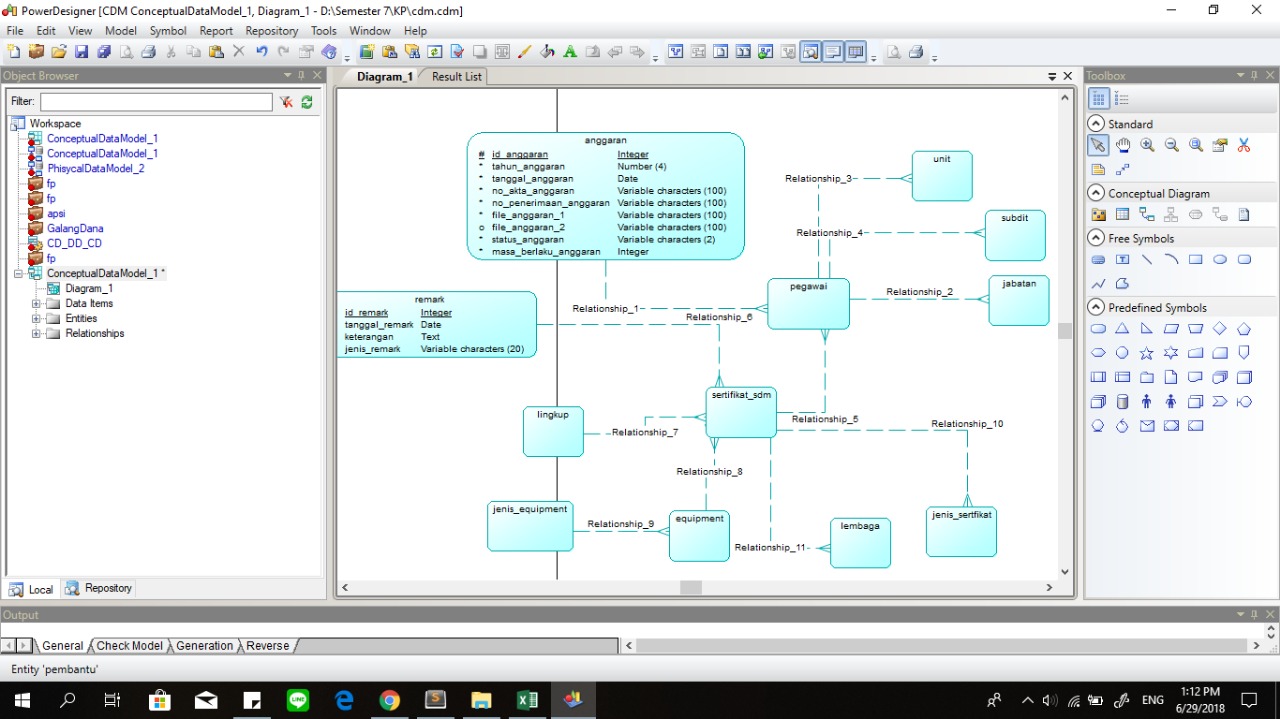 PowerDesigner [CDM ConceptualDataModel_1, Diagram_1 - D:\Semester 7\KP\cdm.cdm]
File Edit View Model Symbol Report Repository Tools Window Help
Object Browser
Filter:
Workspace
ConceptualDataModel_1
ConceptualDataModel_1
PhisycalDataModel_2
fp
fp
apsi
GalangDana
CD_DD_CD
fp
ConceptualDataModel_1 *
Diagram_1
Data Items
Entities
Relationships
Local Repository
Diagram_1 Result List
anggaran
# id_anggaran Integer
* tahun_anggaran Number (4)
* tanggal_anggaran Date
* no_akta_anggaran Variable characters (100)
* no_penerimaan_anggaran Variable characters (100)
* file_anggaran_1 Variable characters (100)
o file_anggaran_2 Variable characters (100)
* status_anggaran Variable characters (2)
* masa_berlaku_anggaran Integer
unit
Relationship_3
subdit
Relationship_4
pegawai
jabatan
Relationship_2
remark
id_remark Integer
tanggal_remark Date
keterangan Text
jenis_remark Variable characters (20)
Relationship_1
Relationship_6
sertifikat_sdm
lingkup
Relationship_7
Relationship_5
Relationship_10
Relationship_8
jenis_equipment
Relationship_9
equipment
jenis_sertfikat
lembaga
Relationship_11
Toolbox
Standard
Conceptual Diagram
Free Symbols
Predefined Symbols
Output
General Check Model Generation Reverse
Entity 'pembantu'
ENG
1:12 PM
6/29/2018